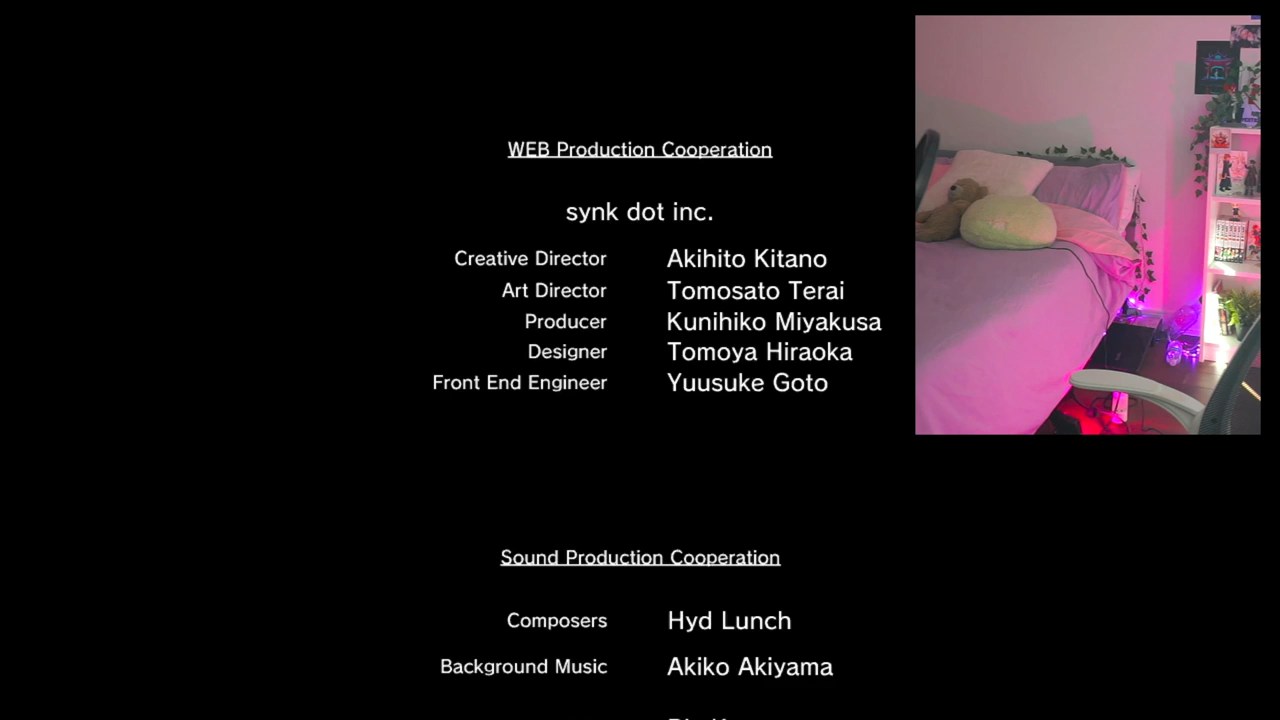 WEB Production Cooperation
synk dot inc.
Creative Director Akihito Kitano
Art Director Tomosato Terai
Producer Kunihiko Miyakusa
Designer Tomoya Hiraoka
Front End Engineer Yuusuke Goto
Sound Production Cooperation
Composers Hyd Lunch
Background Music Akiko Akiyama